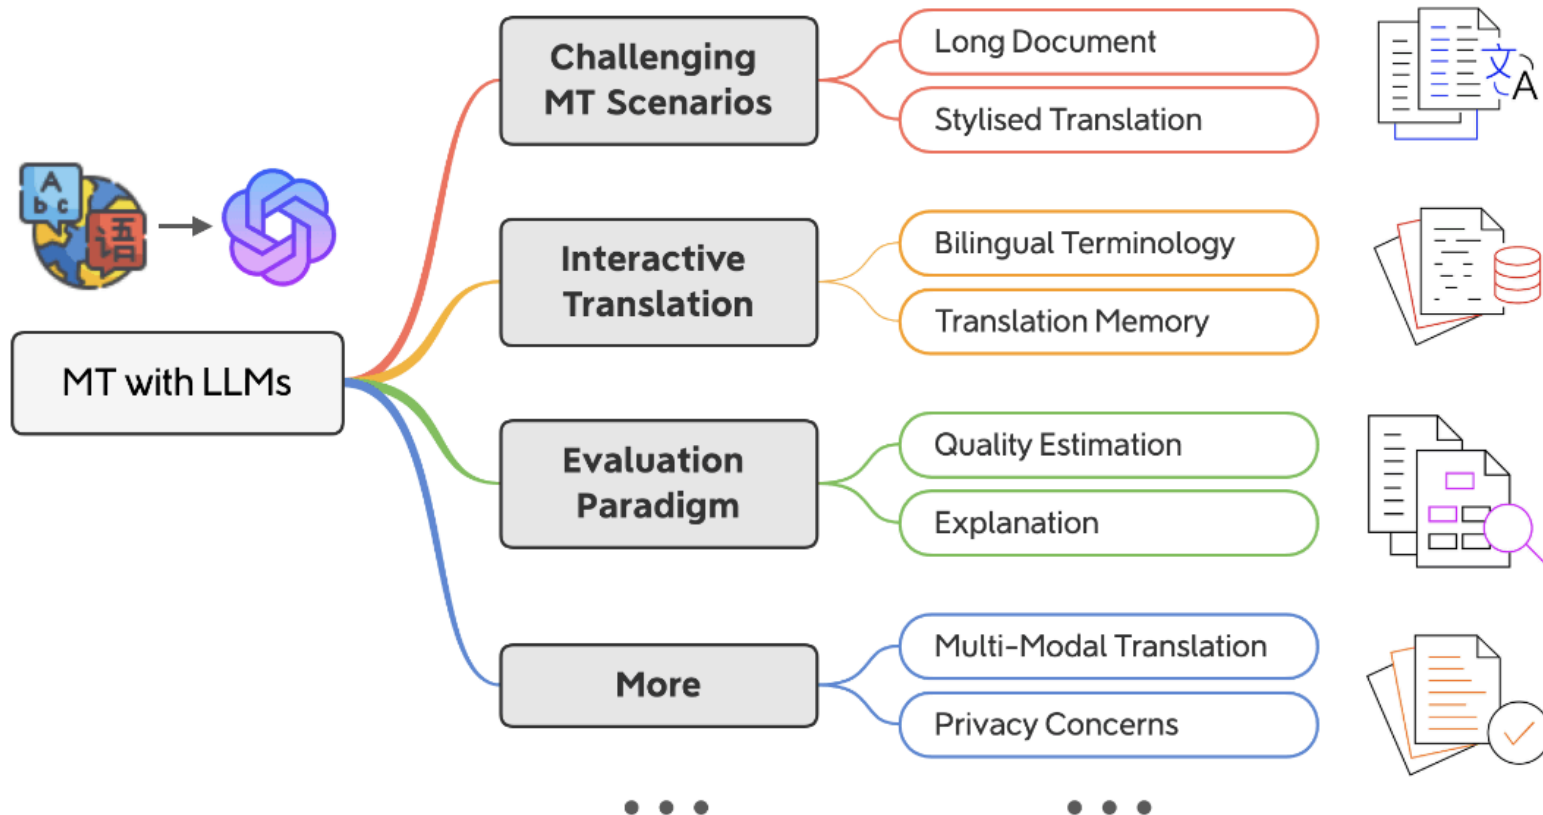 Challenging
MT Scenarios
Long Document
Stylised Translation
文
A
A
b c
语
Interactive
Translation
Bilingual Terminology
Translation Memory
MT with LLMs
Evaluation
Paradigm
Quality Estimation
Explanation
More
Multi-Modal Translation
Privacy Concerns